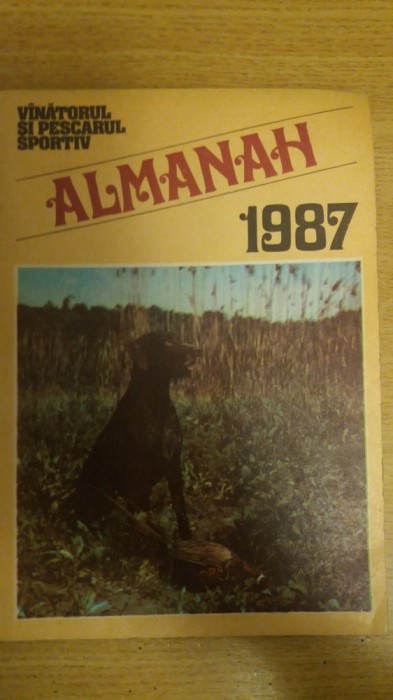 VÎNĂTORUL
ȘI PESCARUL
SPORTIV
ALMANAH
1987